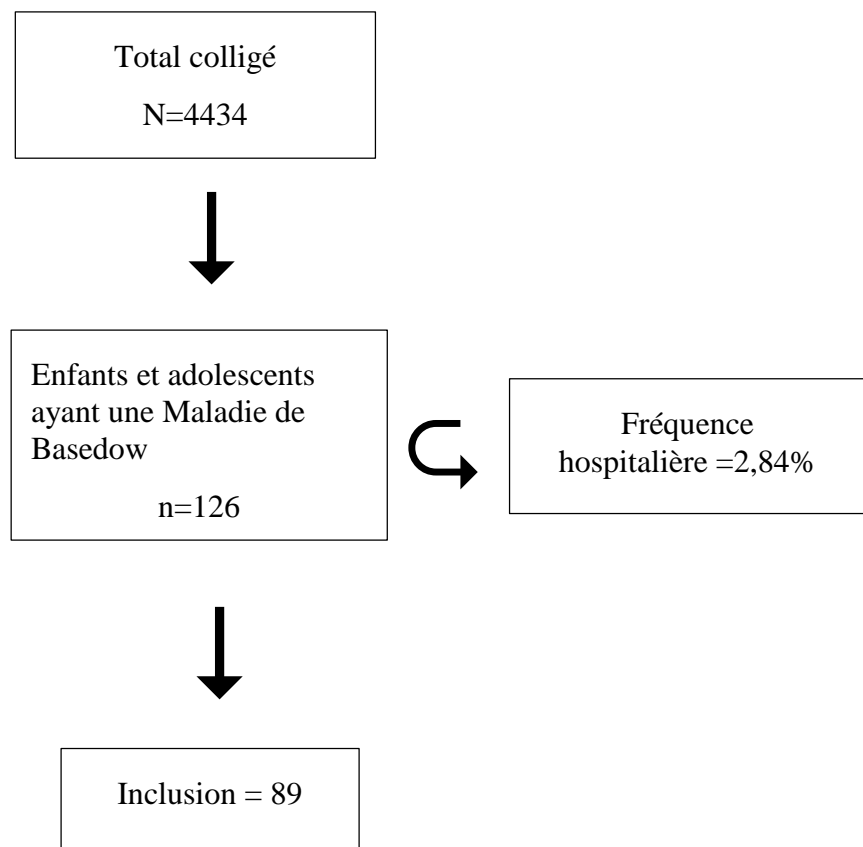 Total colligé
N=4434
Enfants et adolescents
ayant une Maladie de
Basedow
n=126
Fréquence
hospitalière =2,84%
Inclusion = 89